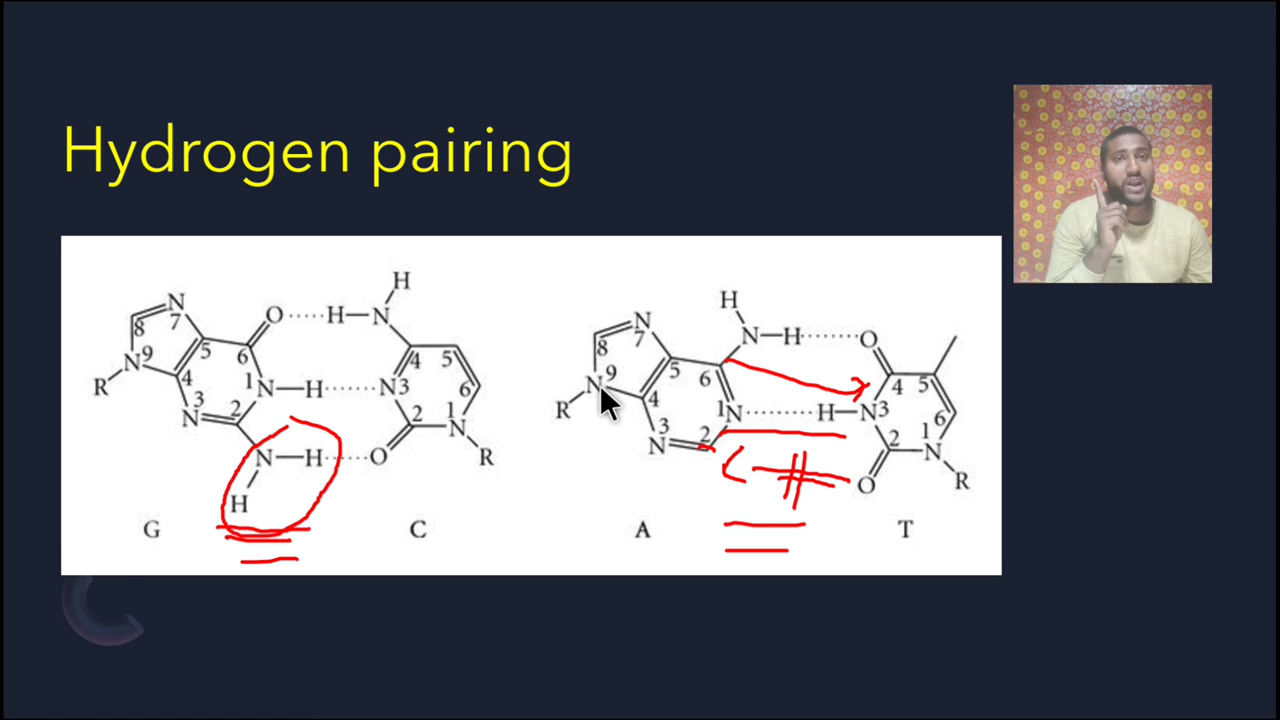 Hydrogen pairing
H
N O H N
8 7 5 6 4 5
R N 9 4 1 N H N 3 6
3 N 2 2 1 N
N H O R
H
G C
H
N N H O
8 7 5 6 4 5
R N 9 4 1 N H N 3 6
3 N 2 2 1 N
O R
A T